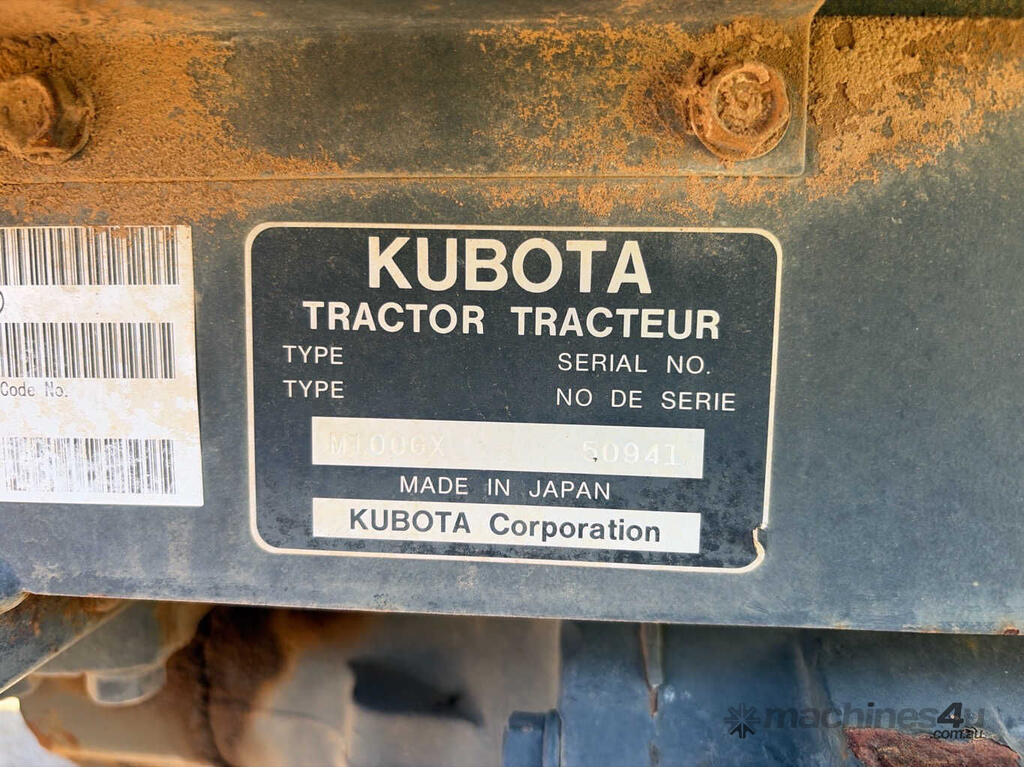 Code No.
KUBOTA
TRACTOR TRACTEUR
TYPE SERIAL NO.
TYPE NO DE SERIE
M100GX 50941
MADE IN JAPAN
KUBOTA Corporation
machines4u
.com.au